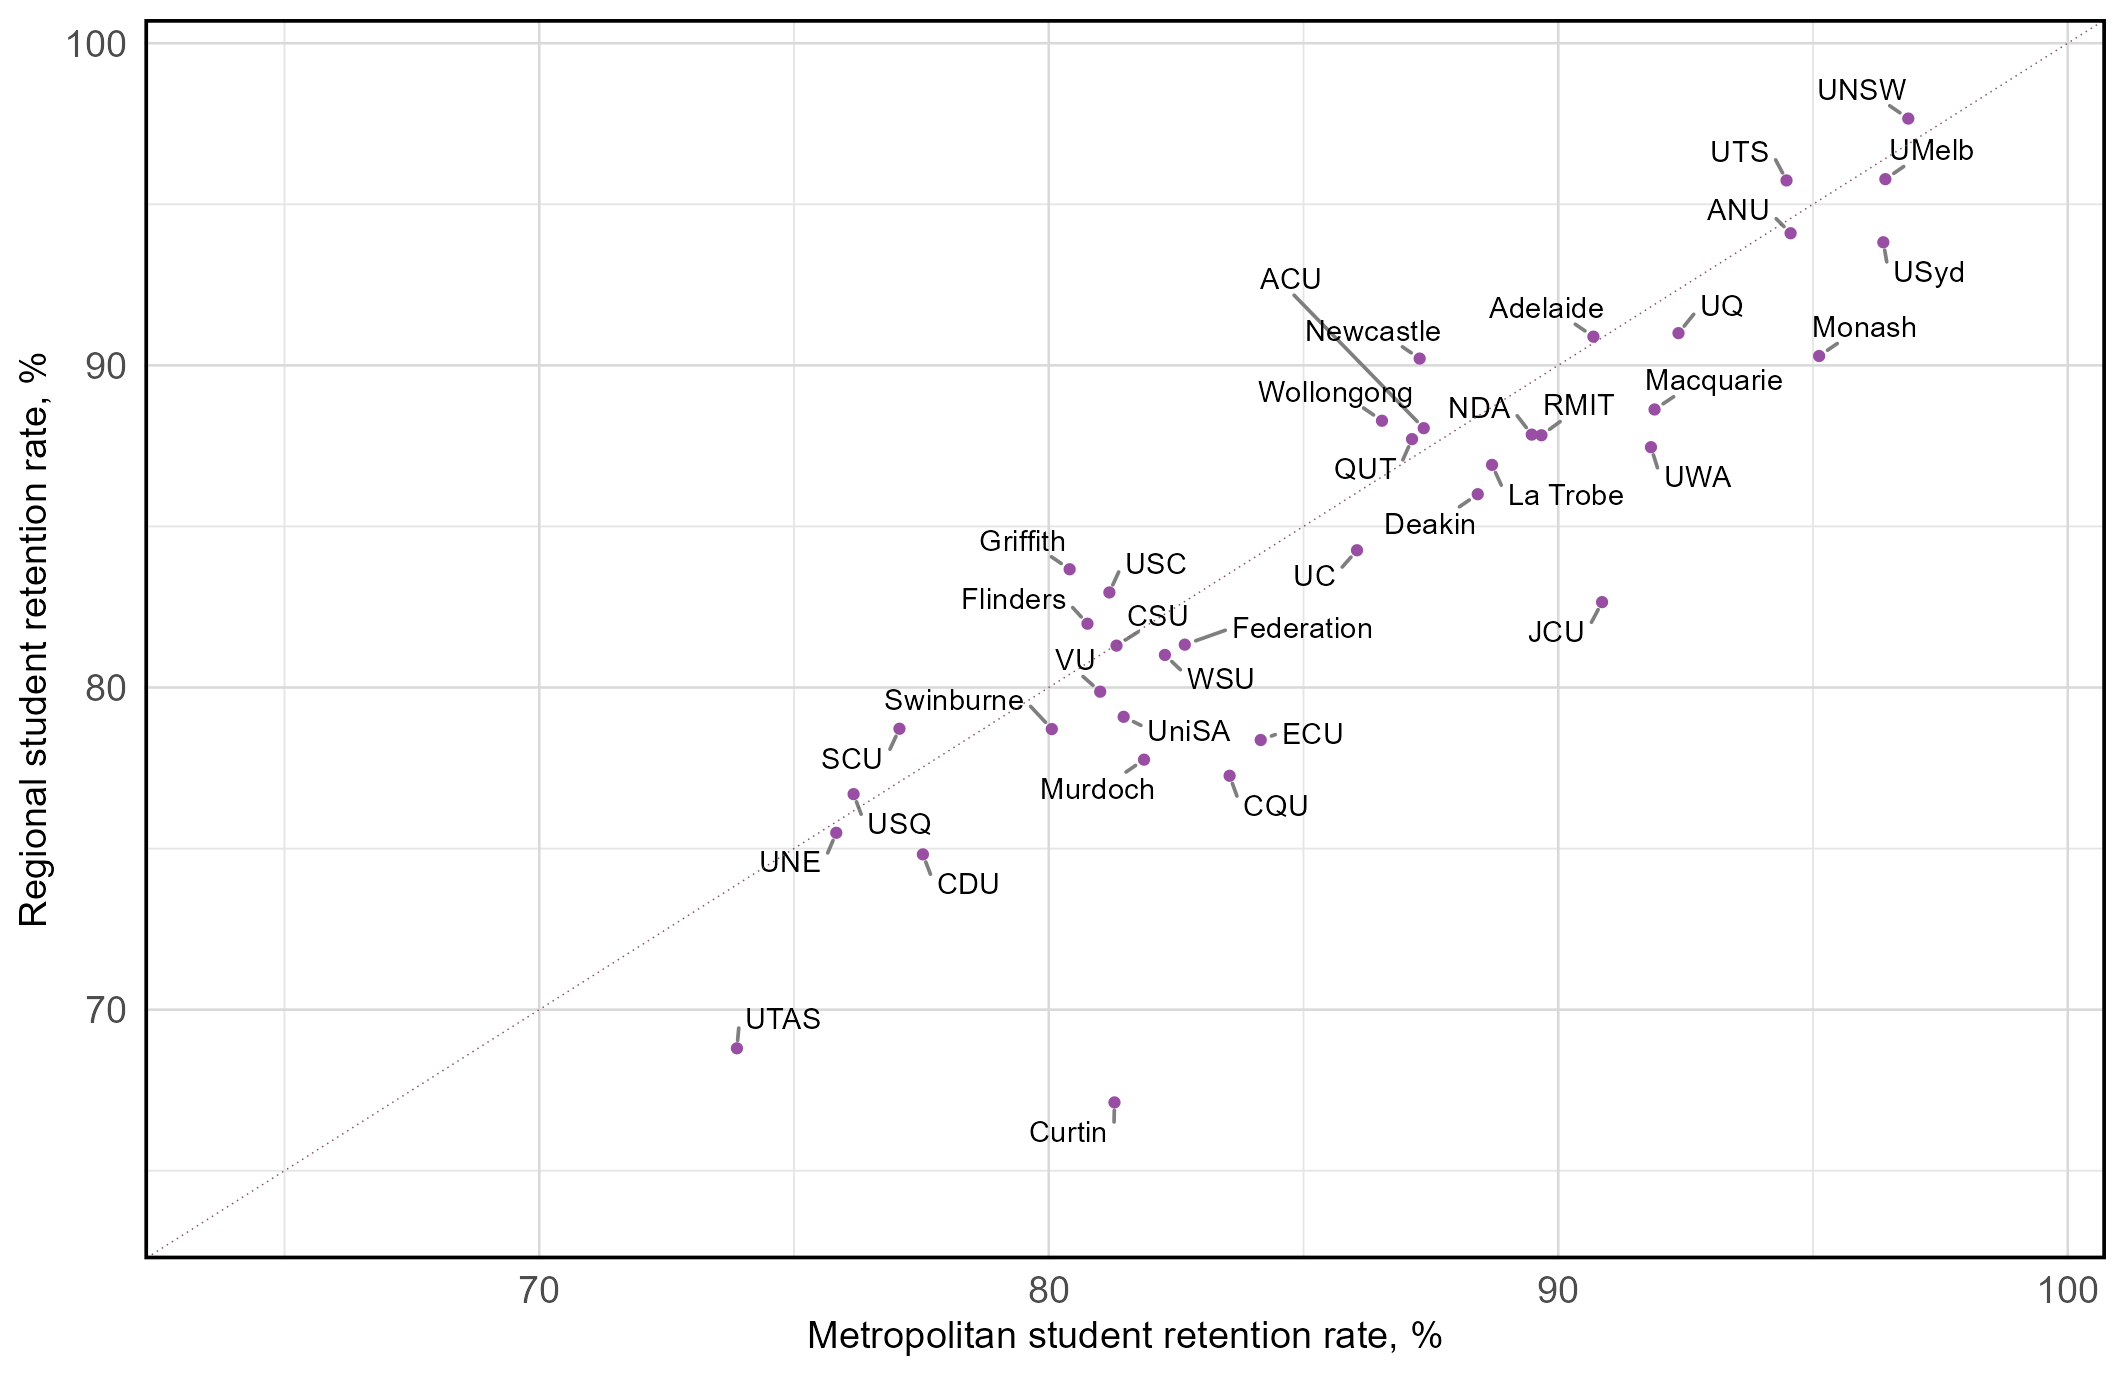 100
UNSW
UMelb
UTS
ANU
USyd
ACU
Adelaide
UQ
Newcastle
Monash
90
Macquarie
Wollongong
NDA
RMIT
QUT
UWA
La Trobe
Deakin
Griffith
USC
UC
Flinders
CSU
Federation
JCU
VU
WSU
80
Swinburne
UniSA
ECU
SCU
Murdoch
CQU
USQ
UNE
CDU
70
UTAS
Curtin
Regional student retention rate, %
70
80
90
100
Metropolitan student retention rate, %